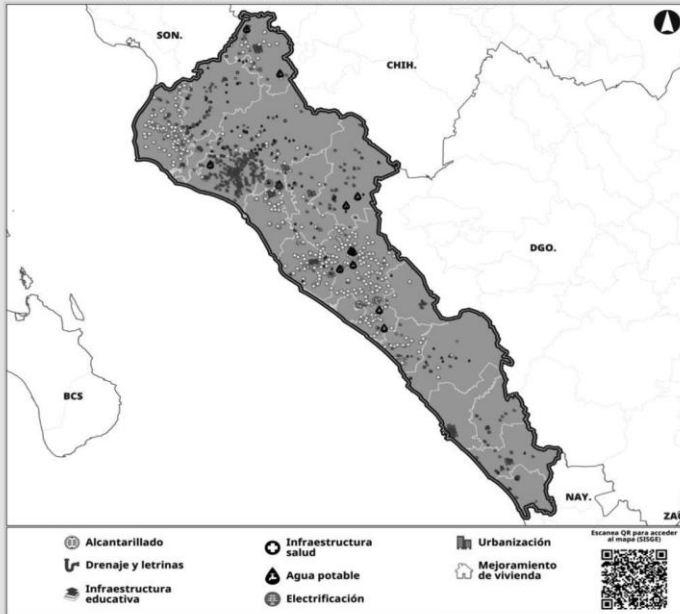 SON.
CHIH.
DGO.
BCS
NAY.
ZAC
Alcantarillado
Drenaje y letrinas
Infraestructura
educativa
Infraestructura
salud
Agua potable
Electrificación
Urbanización
Mejoramiento
de vivienda
Escanea QR para acceder
al mapa (SISGE)